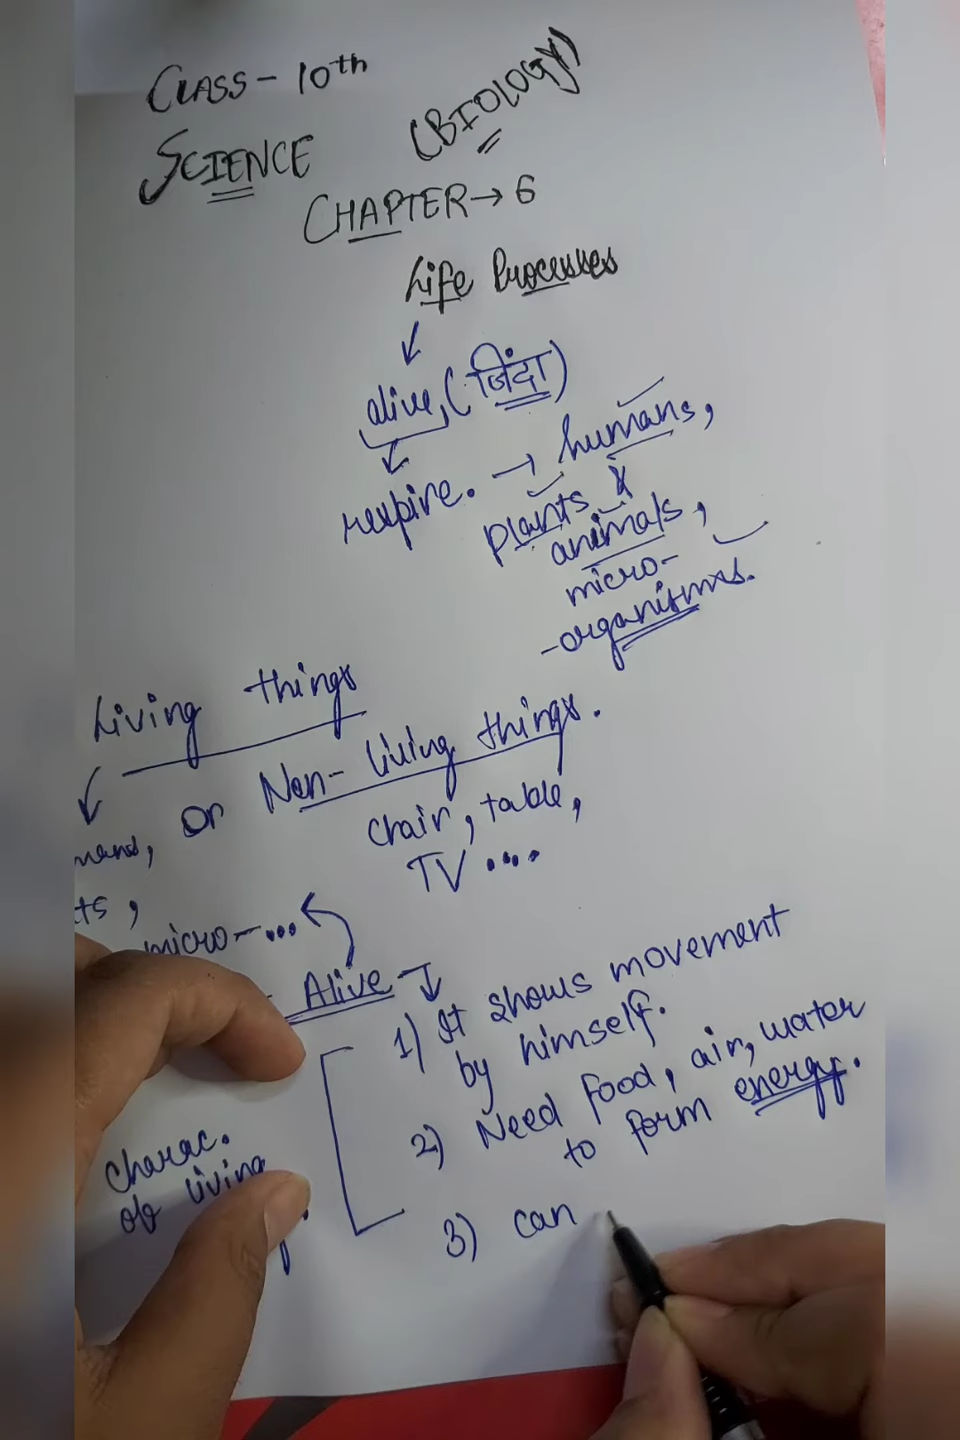 CLASS - 10th
SCIENCE (BIOLOGY)
CHAPTER → 6
Life Processes
alive, (जिंदा)
respire. → humans,
plants &
animals,
micro-
-organisms.
Living things
or Non-living things.
chair, table,
TV ....
micro-...
Alive
1) It shows movement
by himself.
2) Need food, air, water
to form energy.
charac.
of living
3) can